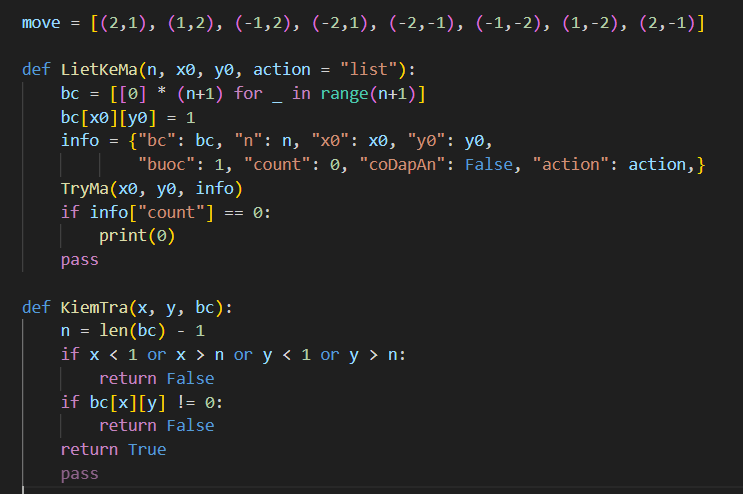 move = [(2,1), (1,2), (-1,2), (-2,1), (-2,-1), (-1,-2), (1,-2), (2,-1)]
def LietKeMa(n, x0, y0, action = "list"):
    bc = [[0] * (n+1) for _ in range(n+1)]
    bc[x0][y0] = 1
    info = {"bc": bc, "n": n, "x0": x0, "y0": y0,
            "buoc": 1, "count": 0, "coDapAn": False, "action": action,}
    TryMa(x0, y0, info)
    if info["count"] == 0:
        print(0)
    pass
def KiemTra(x, y, bc):
    n = len(bc) - 1
    if x < 1 or x > n or y < 1 or y > n:
        return False
    if bc[x][y] != 0:
        return False
    return True
    pass